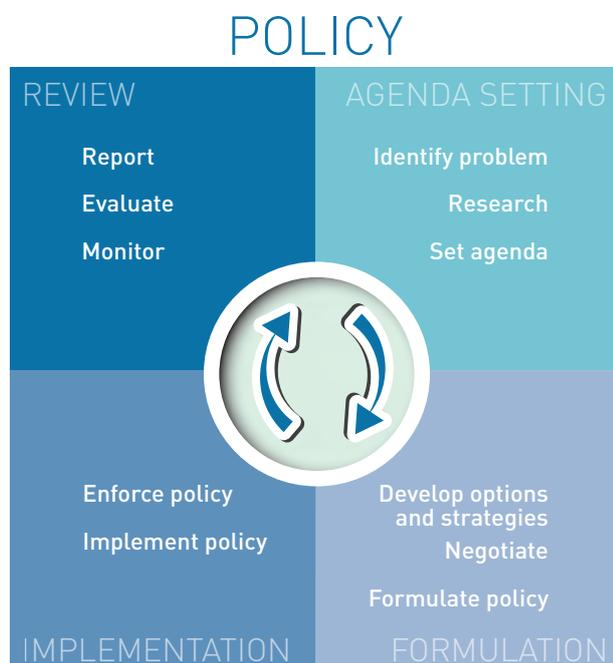 POLICY
REVIEW
Report
Evaluate
Monitor
AGENDA SETTING
Identify problem
Research
Set agenda
Enforce policy
Implement policy
IMPLEMENTATION
Develop options
and strategies
Negotiate
Formulate policy
FORMULATION